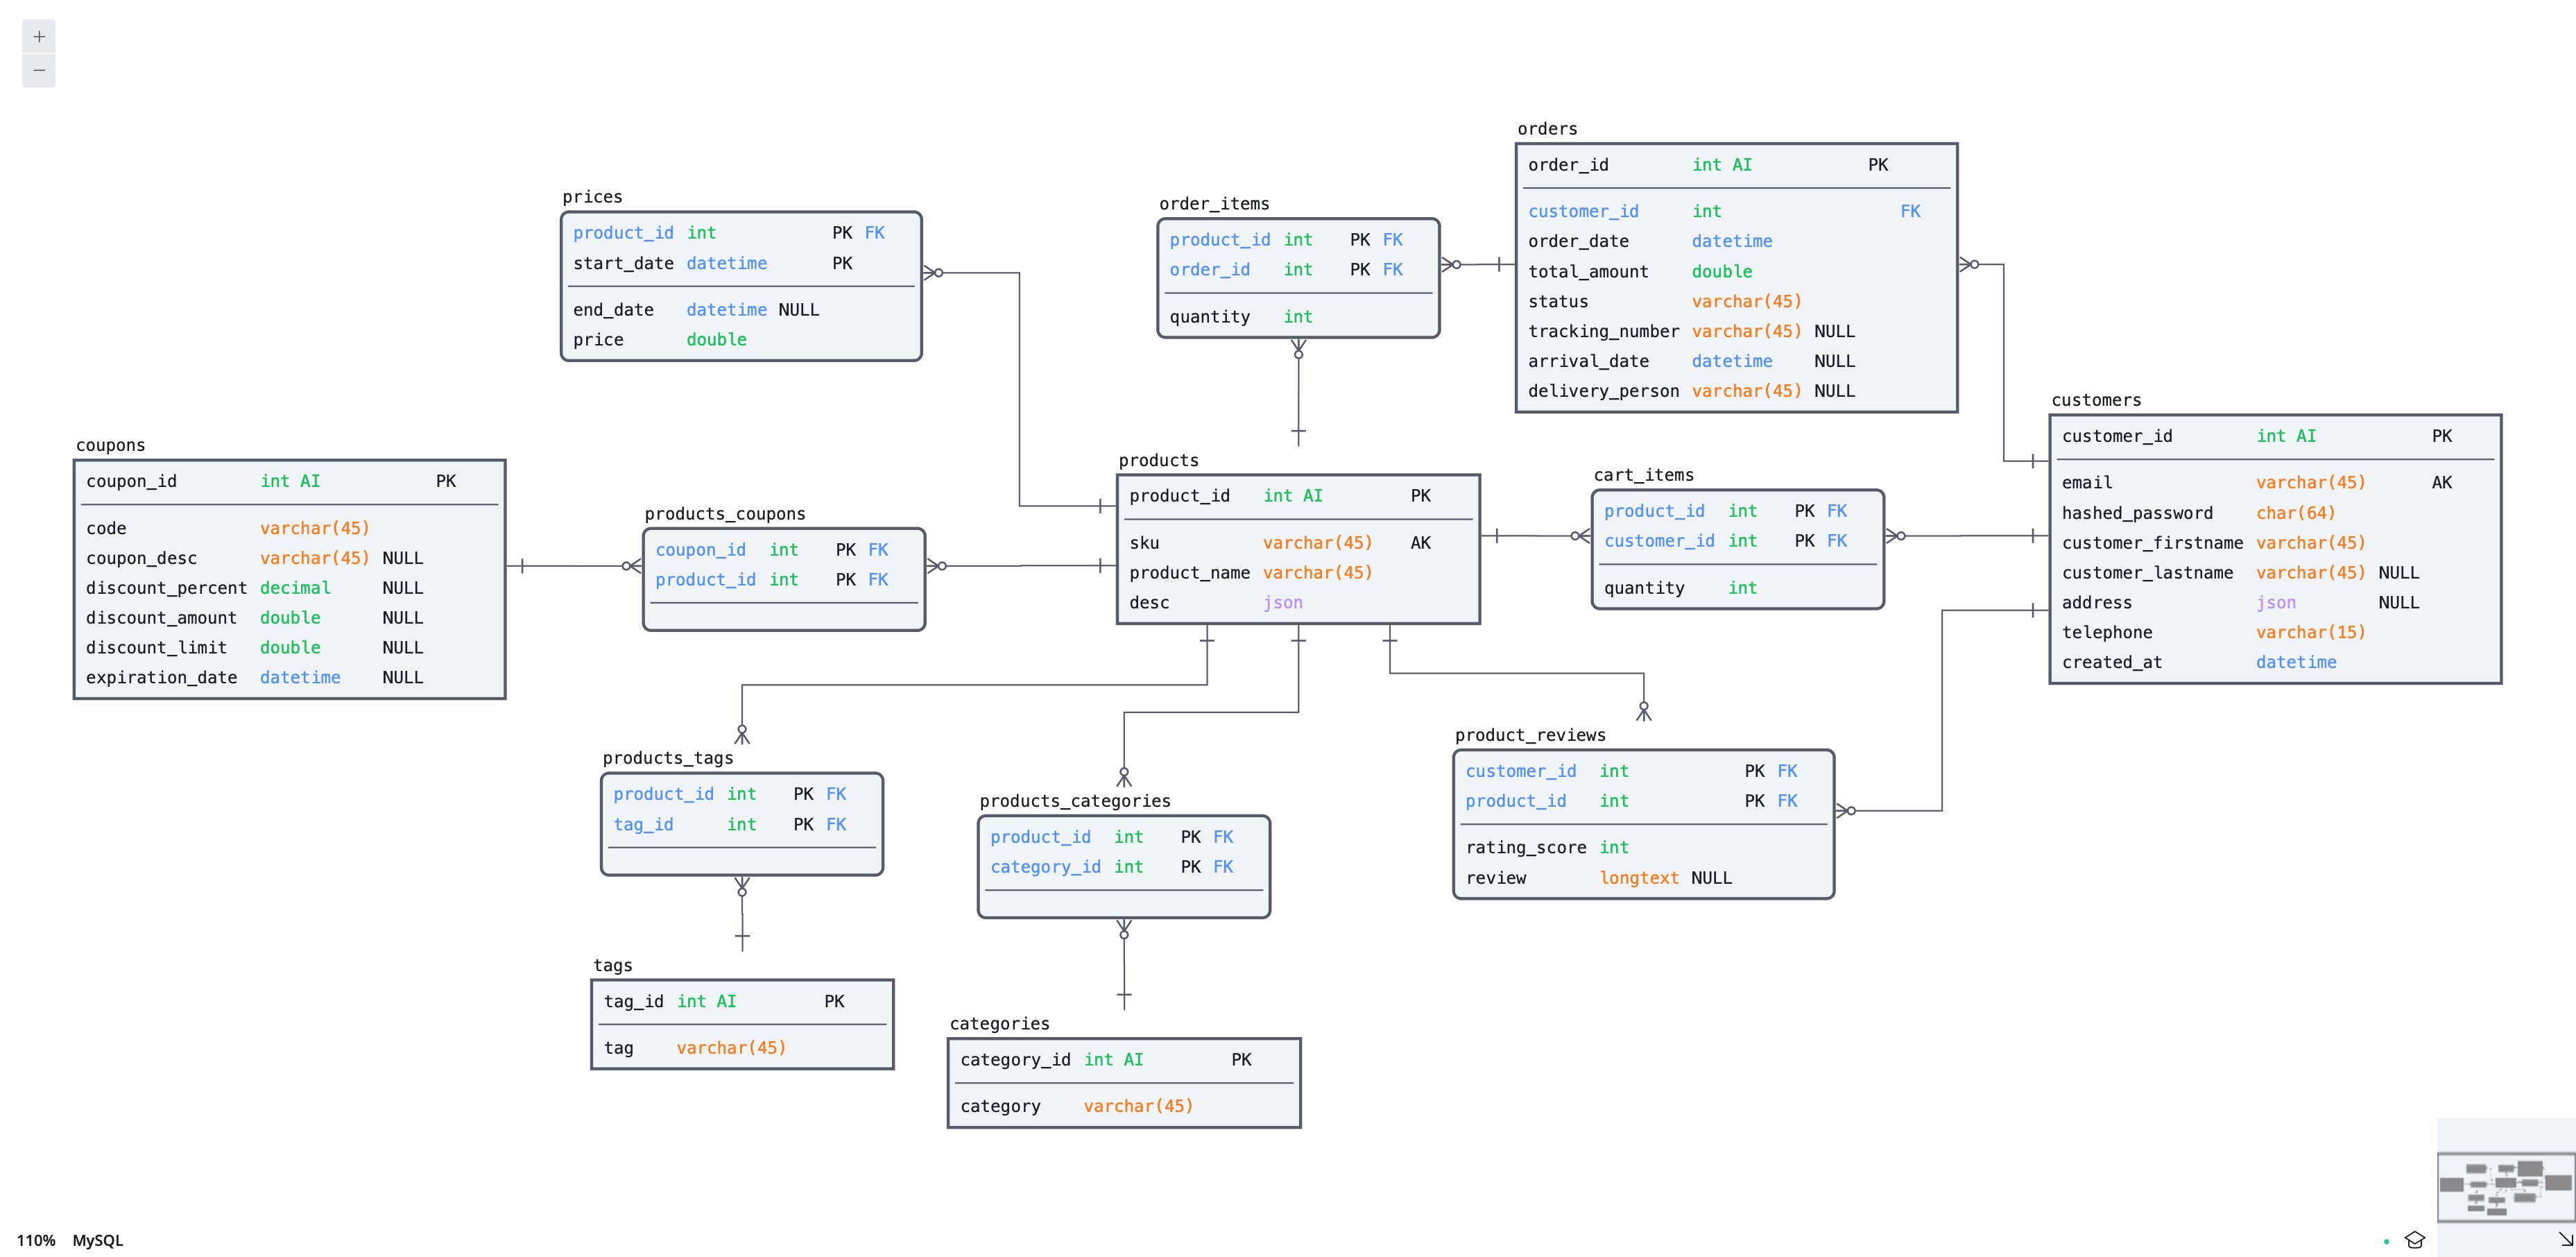 +
−
orders
order_id int AI PK
customer_id int FK
order_date datetime
total_amount double
status varchar(45)
tracking_number varchar(45) NULL
arrival_date datetime NULL
delivery_person varchar(45) NULL
prices
product_id int PK FK
start_date datetime PK
end_date datetime NULL
price double
order_items
product_id int PK FK
order_id int PK FK
quantity int
customers
customer_id int AI PK
email varchar(45) AK
hashed_password char(64)
customer_firstname varchar(45)
customer_lastname varchar(45) NULL
address json NULL
telephone varchar(15)
created_at datetime
coupons
coupon_id int AI PK
code varchar(45)
coupon_desc varchar(45) NULL
discount_percent decimal NULL
discount_amount double NULL
discount_limit double NULL
expiration_date datetime NULL
products_coupons
coupon_id int PK FK
product_id int PK FK
products
product_id int AI PK
sku varchar(45) AK
product_name varchar(45)
desc json
cart_items
product_id int PK FK
customer_id int PK FK
quantity int
products_tags
product_id int PK FK
tag_id int PK FK
products_categories
product_id int PK FK
category_id int PK FK
product_reviews
customer_id int PK FK
product_id int PK FK
rating_score int
review longtext NULL
tags
tag_id int AI PK
tag varchar(45)
categories
category_id int AI PK
category varchar(45)
110% MySQL